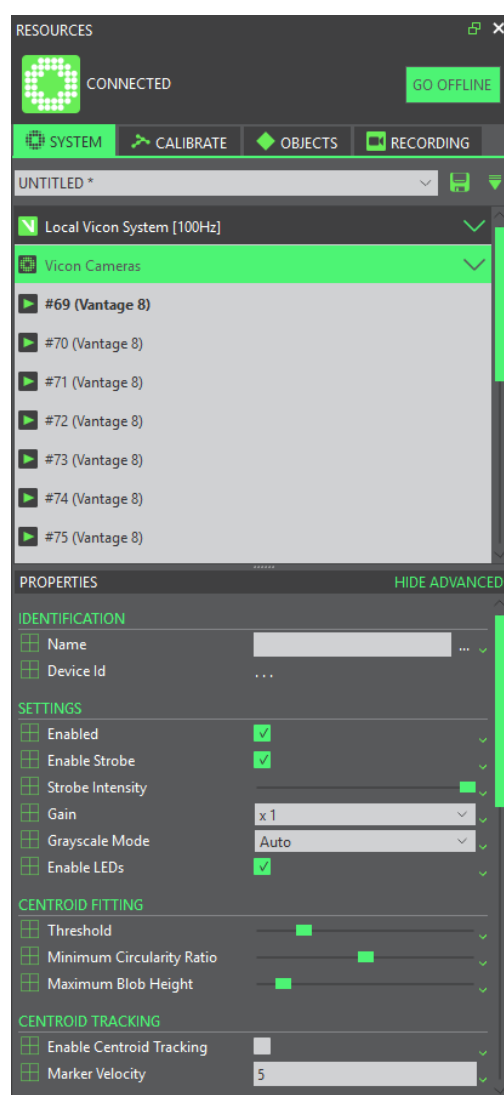 RESOURCES
CONNECTED
GO OFFLINE
SYSTEM CALIBRATE OBJECTS RECORDING
UNTITLED *
Local Vicon System [100Hz]
Vicon Cameras
#69 (Vantage 8)
#70 (Vantage 8)
#71 (Vantage 8)
#72 (Vantage 8)
#73 (Vantage 8)
#74 (Vantage 8)
#75 (Vantage 8)
PROPERTIES HIDE ADVANCED
IDENTIFICATION
Name ...
Device Id ...
SETTINGS
Enabled
Enable Strobe
Strobe Intensity
Gain x 1
Grayscale Mode Auto
Enable LEDs
CENTROID FITTING
Threshold
Minimum Circularity Ratio
Maximum Blob Height
CENTROID TRACKING
Enable Centroid Tracking
Marker Velocity 5